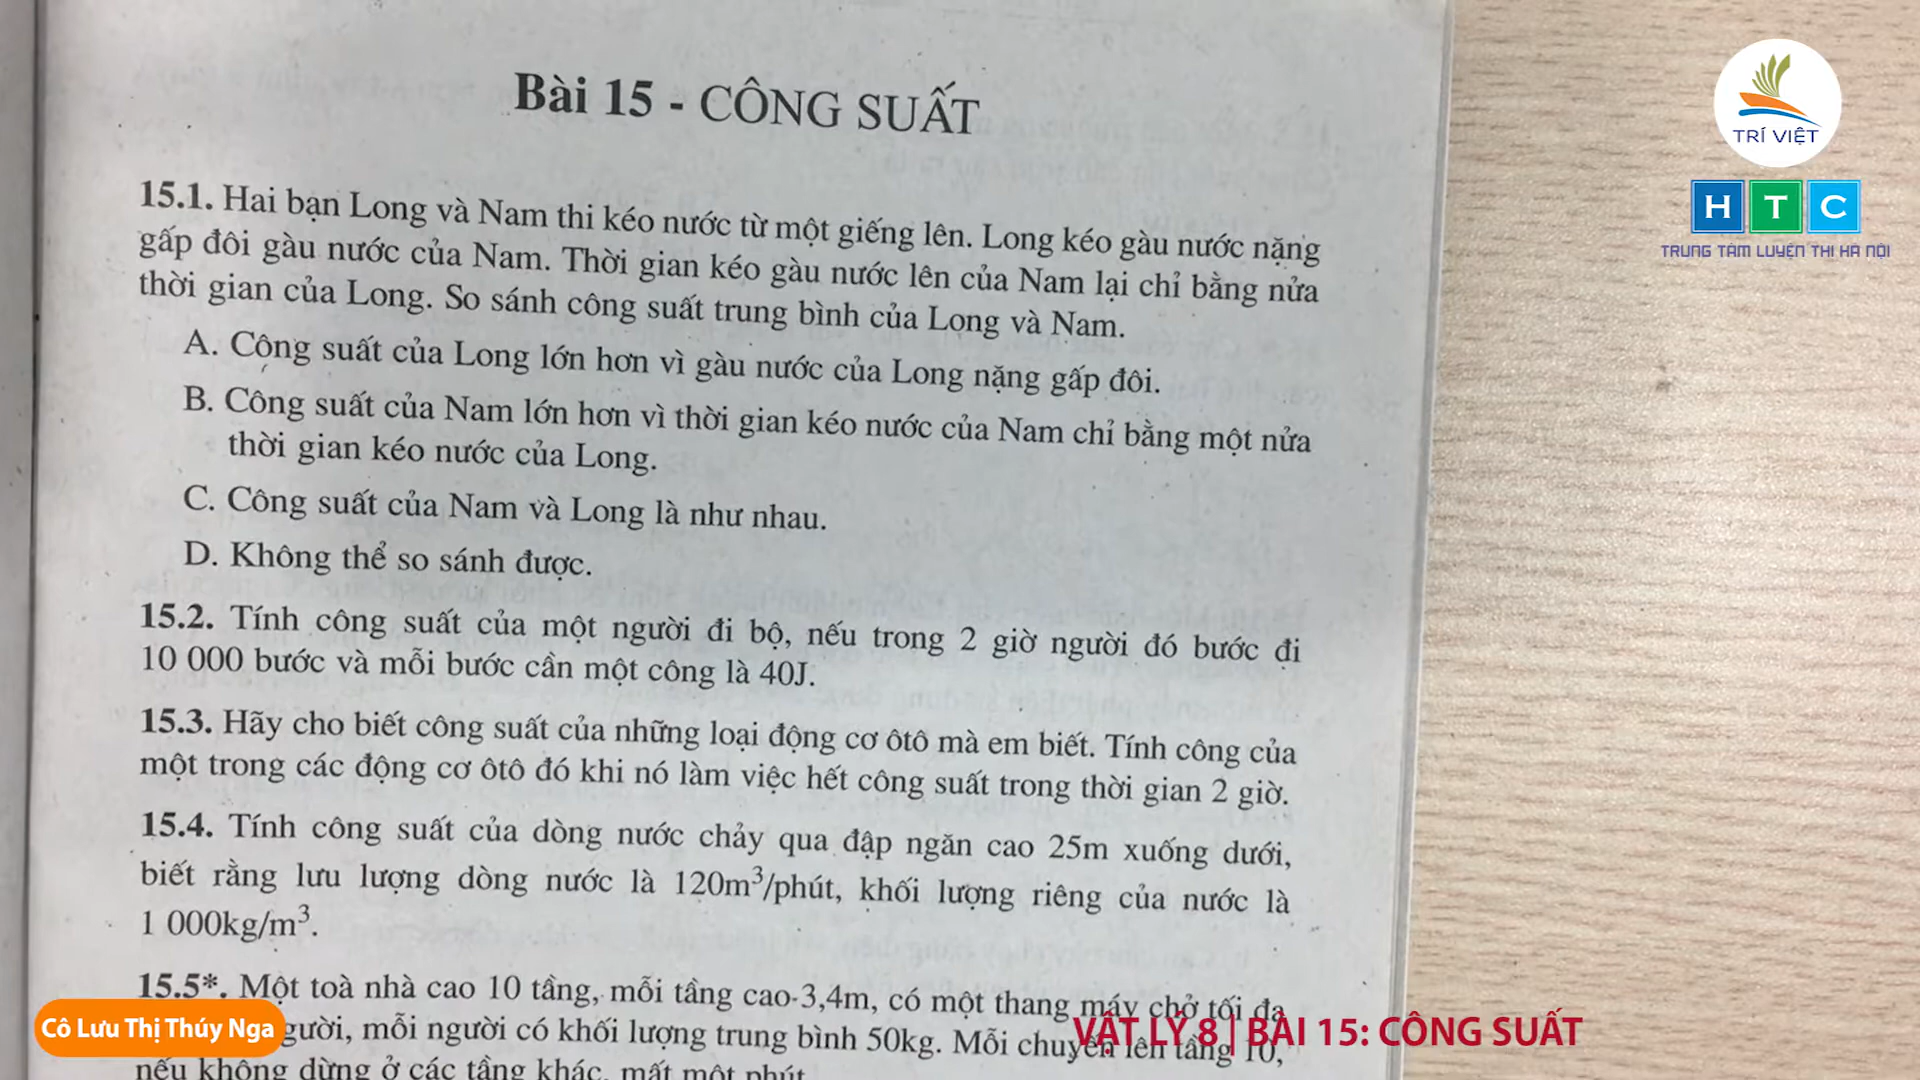 Bài 15 - CÔNG SUẤT
15.1. Hai bạn Long và Nam thi kéo nước từ một giếng lên. Long kéo gàu nước nặng
gấp đôi gàu nước của Nam. Thời gian kéo gàu nước lên của Nam lại chỉ bằng nửa
thời gian của Long. So sánh công suất trung bình của Long và Nam.
A. Công suất của Long lớn hơn vì gàu nước của Long nặng gấp đôi.
B. Công suất của Nam lớn hơn vì thời gian kéo nước của Nam chỉ bằng một nửa
thời gian kéo nước của Long.
C. Công suất của Nam và Long là như nhau.
D. Không thể so sánh được.
15.2. Tính công suất của một người đi bộ, nếu trong 2 giờ người đó bước đi
10 000 bước và mỗi bước cần một công là 40J.
15.3. Hãy cho biết công suất của những loại động cơ ôtô mà em biết. Tính công của
một trong các động cơ ôtô đó khi nó làm việc hết công suất trong thời gian 2 giờ.
15.4. Tính công suất của dòng nước chảy qua đập ngăn cao 25m xuống dưới,
biết rằng lưu lượng dòng nước là 120m³/phút, khối lượng riêng của nước là
1 000kg/m³.
15.5*. Một toà nhà cao 10 tầng, mỗi tầng cao 3,4m, có một thang máy chở tối đa
gười, mỗi người có khối lượng trung bình 50kg. Mỗi chuyến lên tầng 10,
nếu không dừng ở các tầng khác, mất một phút.
TRÍ VIỆT
HTC
TRUNG TÂM LUYỆN THI HÀ NỘI
Cô Lưu Thị Thúy Nga
VẬT LÝ 8 | BÀI 15: CÔNG SUẤT